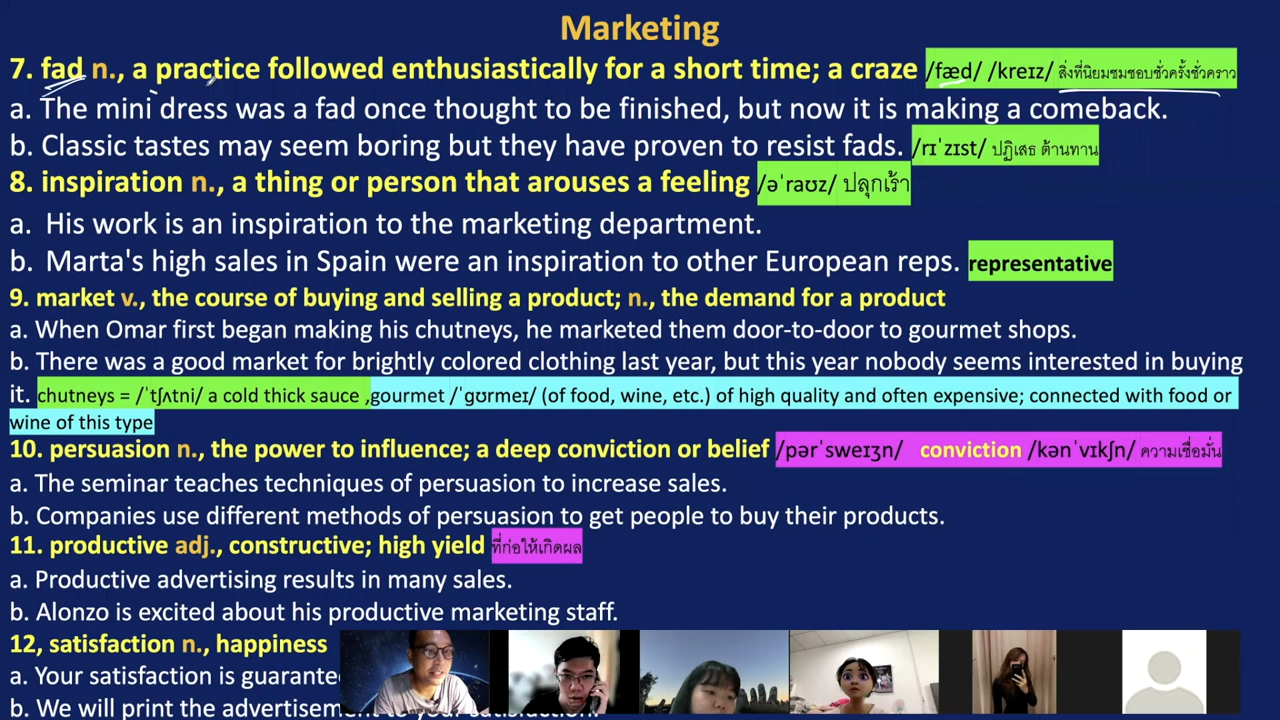 Marketing
7. fad n., a practice followed enthusiastically for a short time; a craze /fæd/ /kreɪz/ สิ่งที่นิยมชมชอบชั่วครั้งชั่วคราว
a. The mini dress was a fad once thought to be finished, but now it is making a comeback.
b. Classic tastes may seem boring but they have proven to resist fads. /rɪˈzɪst/ ปฏิเสธ ต้านทาน
8. inspiration n., a thing or person that arouses a feeling /əˈraʊz/ ปลุกเร้า
a. His work is an inspiration to the marketing department.
b. Marta's high sales in Spain were an inspiration to other European reps. representative
9. market v., the course of buying and selling a product; n., the demand for a product
a. When Omar first began making his chutneys, he marketed them door-to-door to gourmet shops.
b. There was a good market for brightly colored clothing last year, but this year nobody seems interested in buying
it. chutneys = /ˈtʃʌtni/ a cold thick sauce ,gourmet /ˈɡʊrmeɪ/ (of food, wine, etc.) of high quality and often expensive; connected with food or
wine of this type
10. persuasion n., the power to influence; a deep conviction or belief /pərˈsweɪʒn/ conviction /kənˈvɪkʃn/ ความเชื่อมั่น
a. The seminar teaches techniques of persuasion to increase sales.
b. Companies use different methods of persuasion to get people to buy their products.
11. productive adj., constructive; high yield ที่ก่อให้เกิดผล
a. Productive advertising results in many sales.
b. Alonzo is excited about his productive marketing staff.
12, satisfaction n., happiness
a. Your satisfaction is guarante
b. We will print the advertisement to your satisfaction.